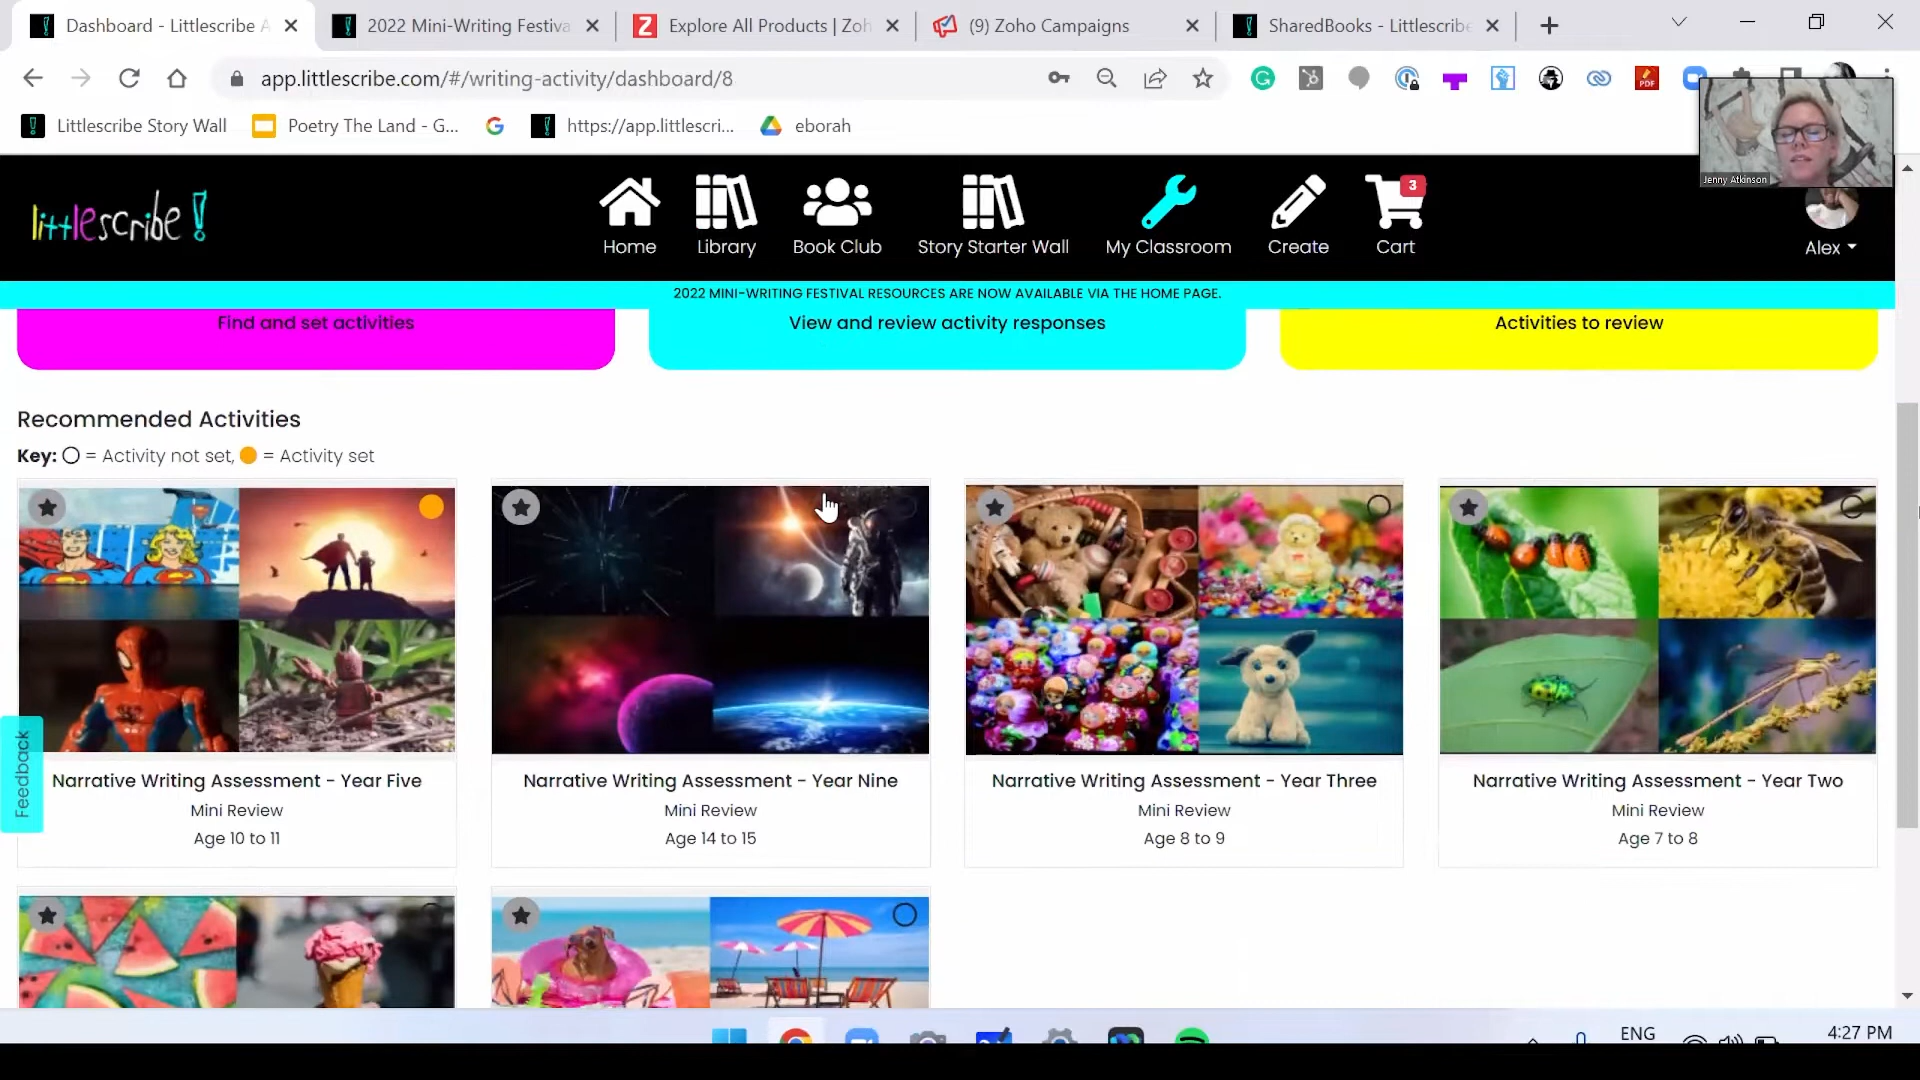 Dashboard - Littlescribe A
2022 Mini-Writing Festiva
Explore All Products | Zoh
(9) Zoho Campaigns
SharedBooks - Littlescribe
app.littlescribe.com/#/writing-activity/dashboard/8
PDF
Littlescribe Story Wall
Poetry The Land - G...
https://app.littlescri...
eborah
Jenny Atkinson
littlescribe!
Home
Library
Book Club
Story Starter Wall
My Classroom
Create
3
Cart
Alex
2022 MINI-WRITING FESTIVAL RESOURCES ARE NOW AVAILABLE VIA THE HOME PAGE.
Find and set activities
View and review activity responses
Activities to review
Recommended Activities
Key: = Activity not set, = Activity set
Narrative Writing Assessment - Year Five
Mini Review
Age 10 to 11
Narrative Writing Assessment - Year Nine
Mini Review
Age 14 to 15
Narrative Writing Assessment - Year Three
Mini Review
Age 8 to 9
Narrative Writing Assessment - Year Two
Mini Review
Age 7 to 8
Feedback
ENG
4:27 PM